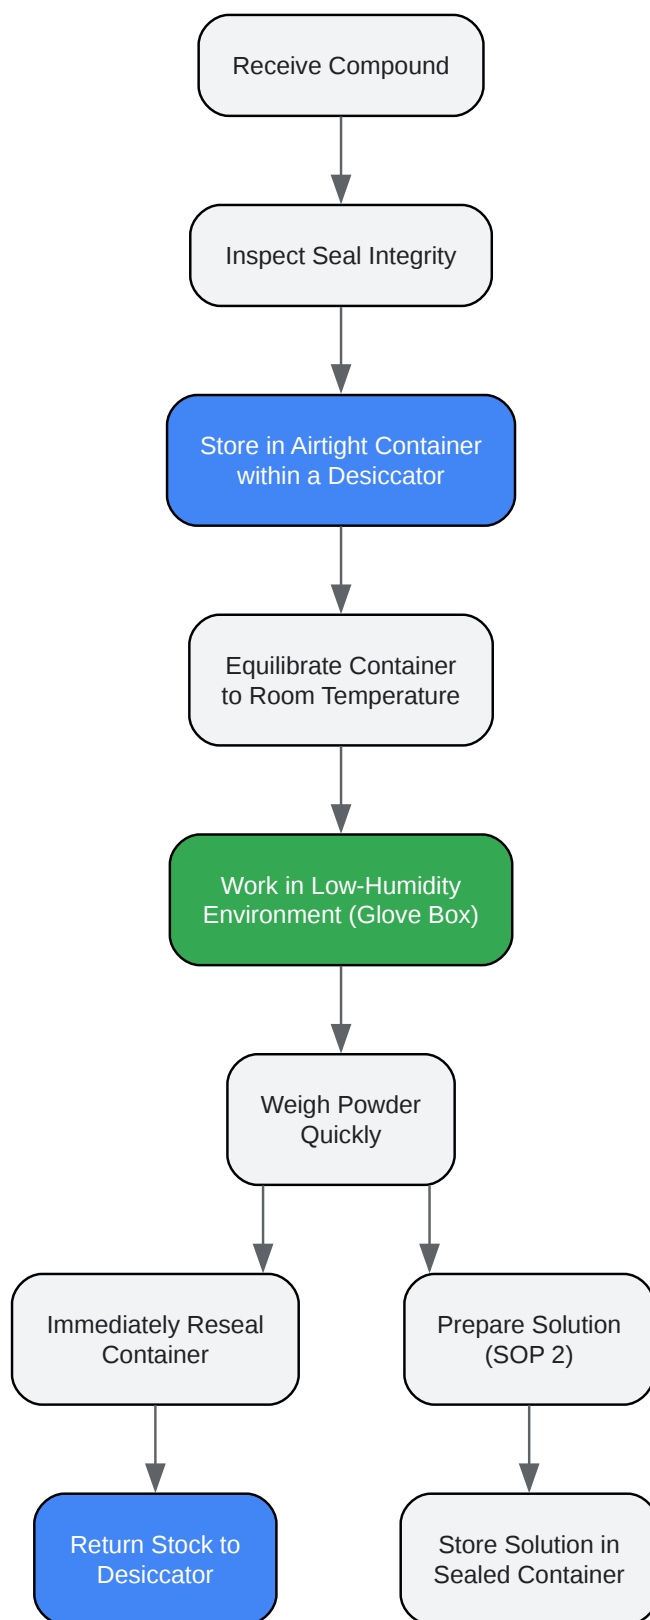 Receive Compound
Inspect Seal Integrity
Store in Airtight Container
within a Desiccator
Equilibrate Container
to Room Temperature
Work in Low-Humidity
Environment (Glove Box)
Weigh Powder
Quickly
Immediately Reseal
Container
Prepare Solution
(SOP 2)
Return Stock to
Desiccator
Store Solution in
Sealed Container